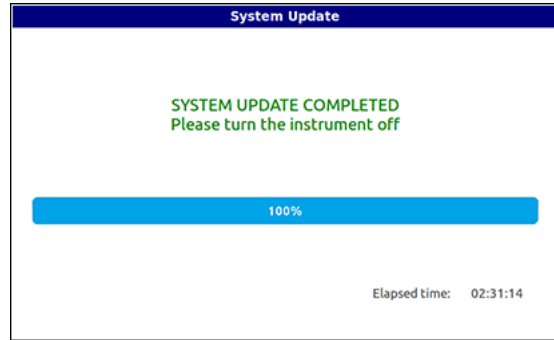 System Update
SYSTEM UPDATE COMPLETED
Please turn the instrument off
100%
Elapsed time: 02:31:14